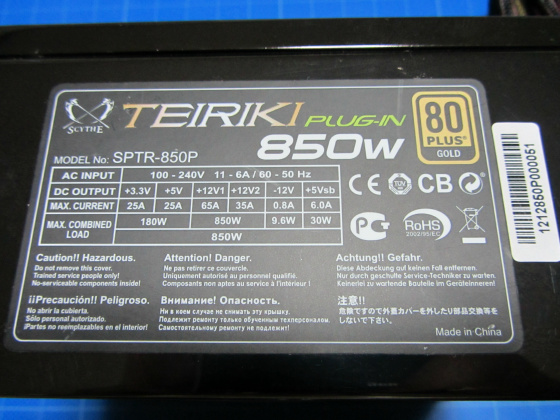 SCYTHE
TEIRIKI PLUG-IN
850W
80
PLUS
GOLD
MODEL No: SPTR-850P
AC INPUT 100 - 240V 11 - 6A / 60 - 50 Hz
DC OUTPUT +3.3V +5V +12V1 +12V2 -12V +5Vsb
MAX. CURRENT 25A 25A 65A 35A 0.8A 6.0A
MAX. COMBINED LOAD 180W 850W 9.6W 30W
850W
CE TÜV CB
PC RoHS
2002/95/EC
1212850P000051
Caution!! Hazardous.
Do not remove this cover.
Trained service people only!
No-serviceable components inside!
Attention! Danger.
Ne pas retirer ce couvercle.
Uniquement autorisé au personnel qualifié.
Composants non aptes au service à l'intérieur !
Achtung!! Gefahr.
Diese Abdeckung auf keinen Fall entfernen.
Nur durch geschulte Service-Techniker zu warten.
Keinerlei zu wartende Bauteile im Geräteinneren!
¡¡Precaución!! Peligroso.
No abrir la cubierta.
Sólo personal autorizado.
¡Partes no reemplazables en el interior!
Внимание! Опасность.
Ни в коем случае не снимать эту крышку.
Подлежит ремонту только обученным техперсоналом.
Самостоятельному ремонту не подлежит!
注意!!
危険ですので外蓋カバーを外したり部品交換等を
しないで下さい。
Made in China